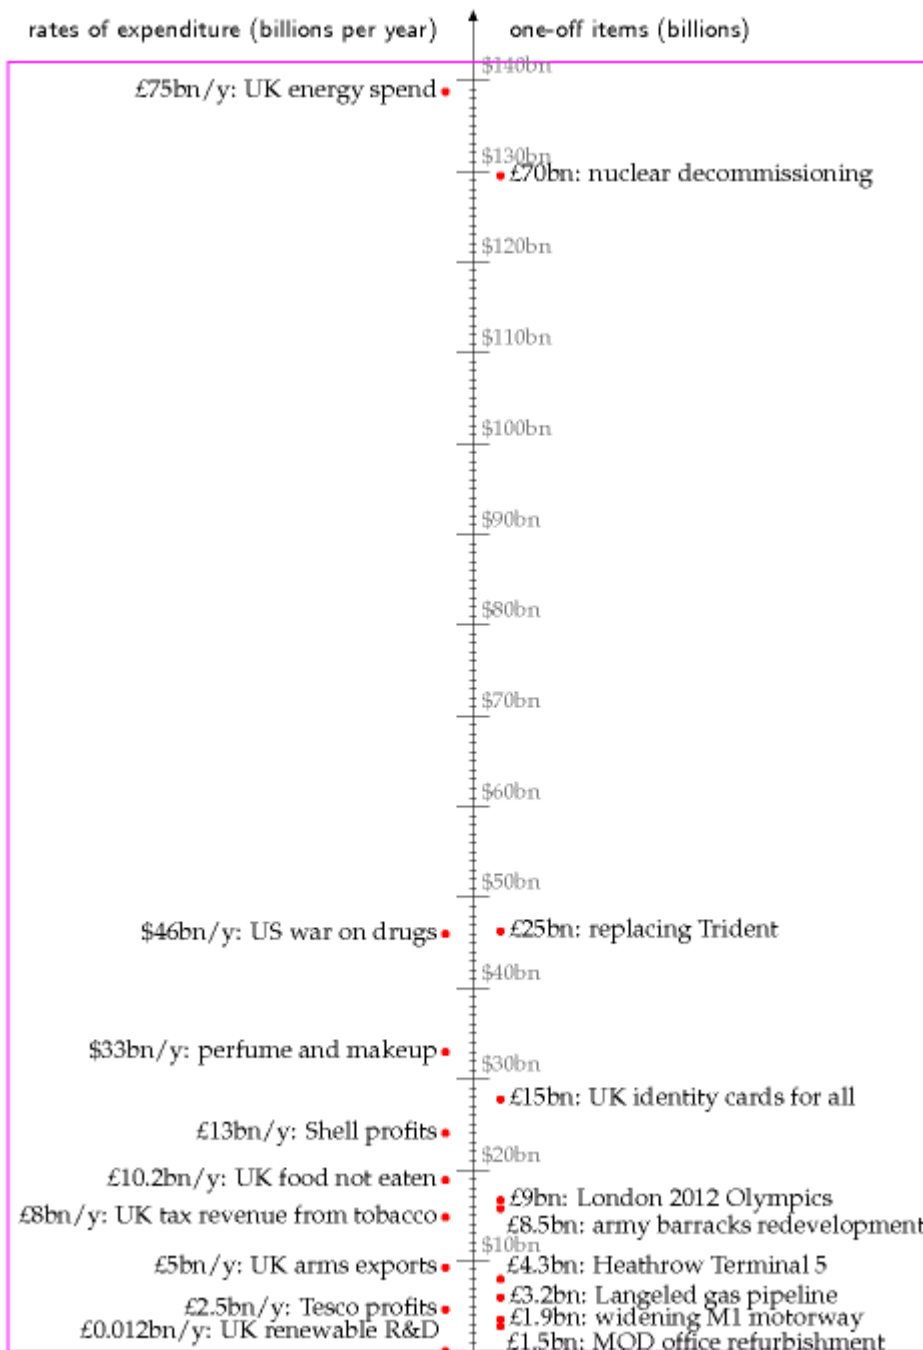 rates of expenditure (billions per year)
one-off items (billions)
$140bn
£75bn/y: UK energy spend
$130bn
£70bn: nuclear decommissioning
$120bn
$110bn
$100bn
$90bn
$80bn
$70bn
$60bn
$50bn
$46bn/y: US war on drugs
£25bn: replacing Trident
$40bn
$33bn/y: perfume and makeup
$30bn
£15bn: UK identity cards for all
£13bn/y: Shell profits
$20bn
£10.2bn/y: UK food not eaten
£9bn: London 2012 Olympics
£8bn/y: UK tax revenue from tobacco
£8.5bn: army barracks redevelopment
$10bn
£5bn/y: UK arms exports
£4.3bn: Heathrow Terminal 5
£3.2bn: Langeled gas pipeline
£2.5bn/y: Tesco profits
£1.9bn: widening M1 motorway
£0.012bn/y: UK renewable R&D
£1.5bn: MOD office refurbishment